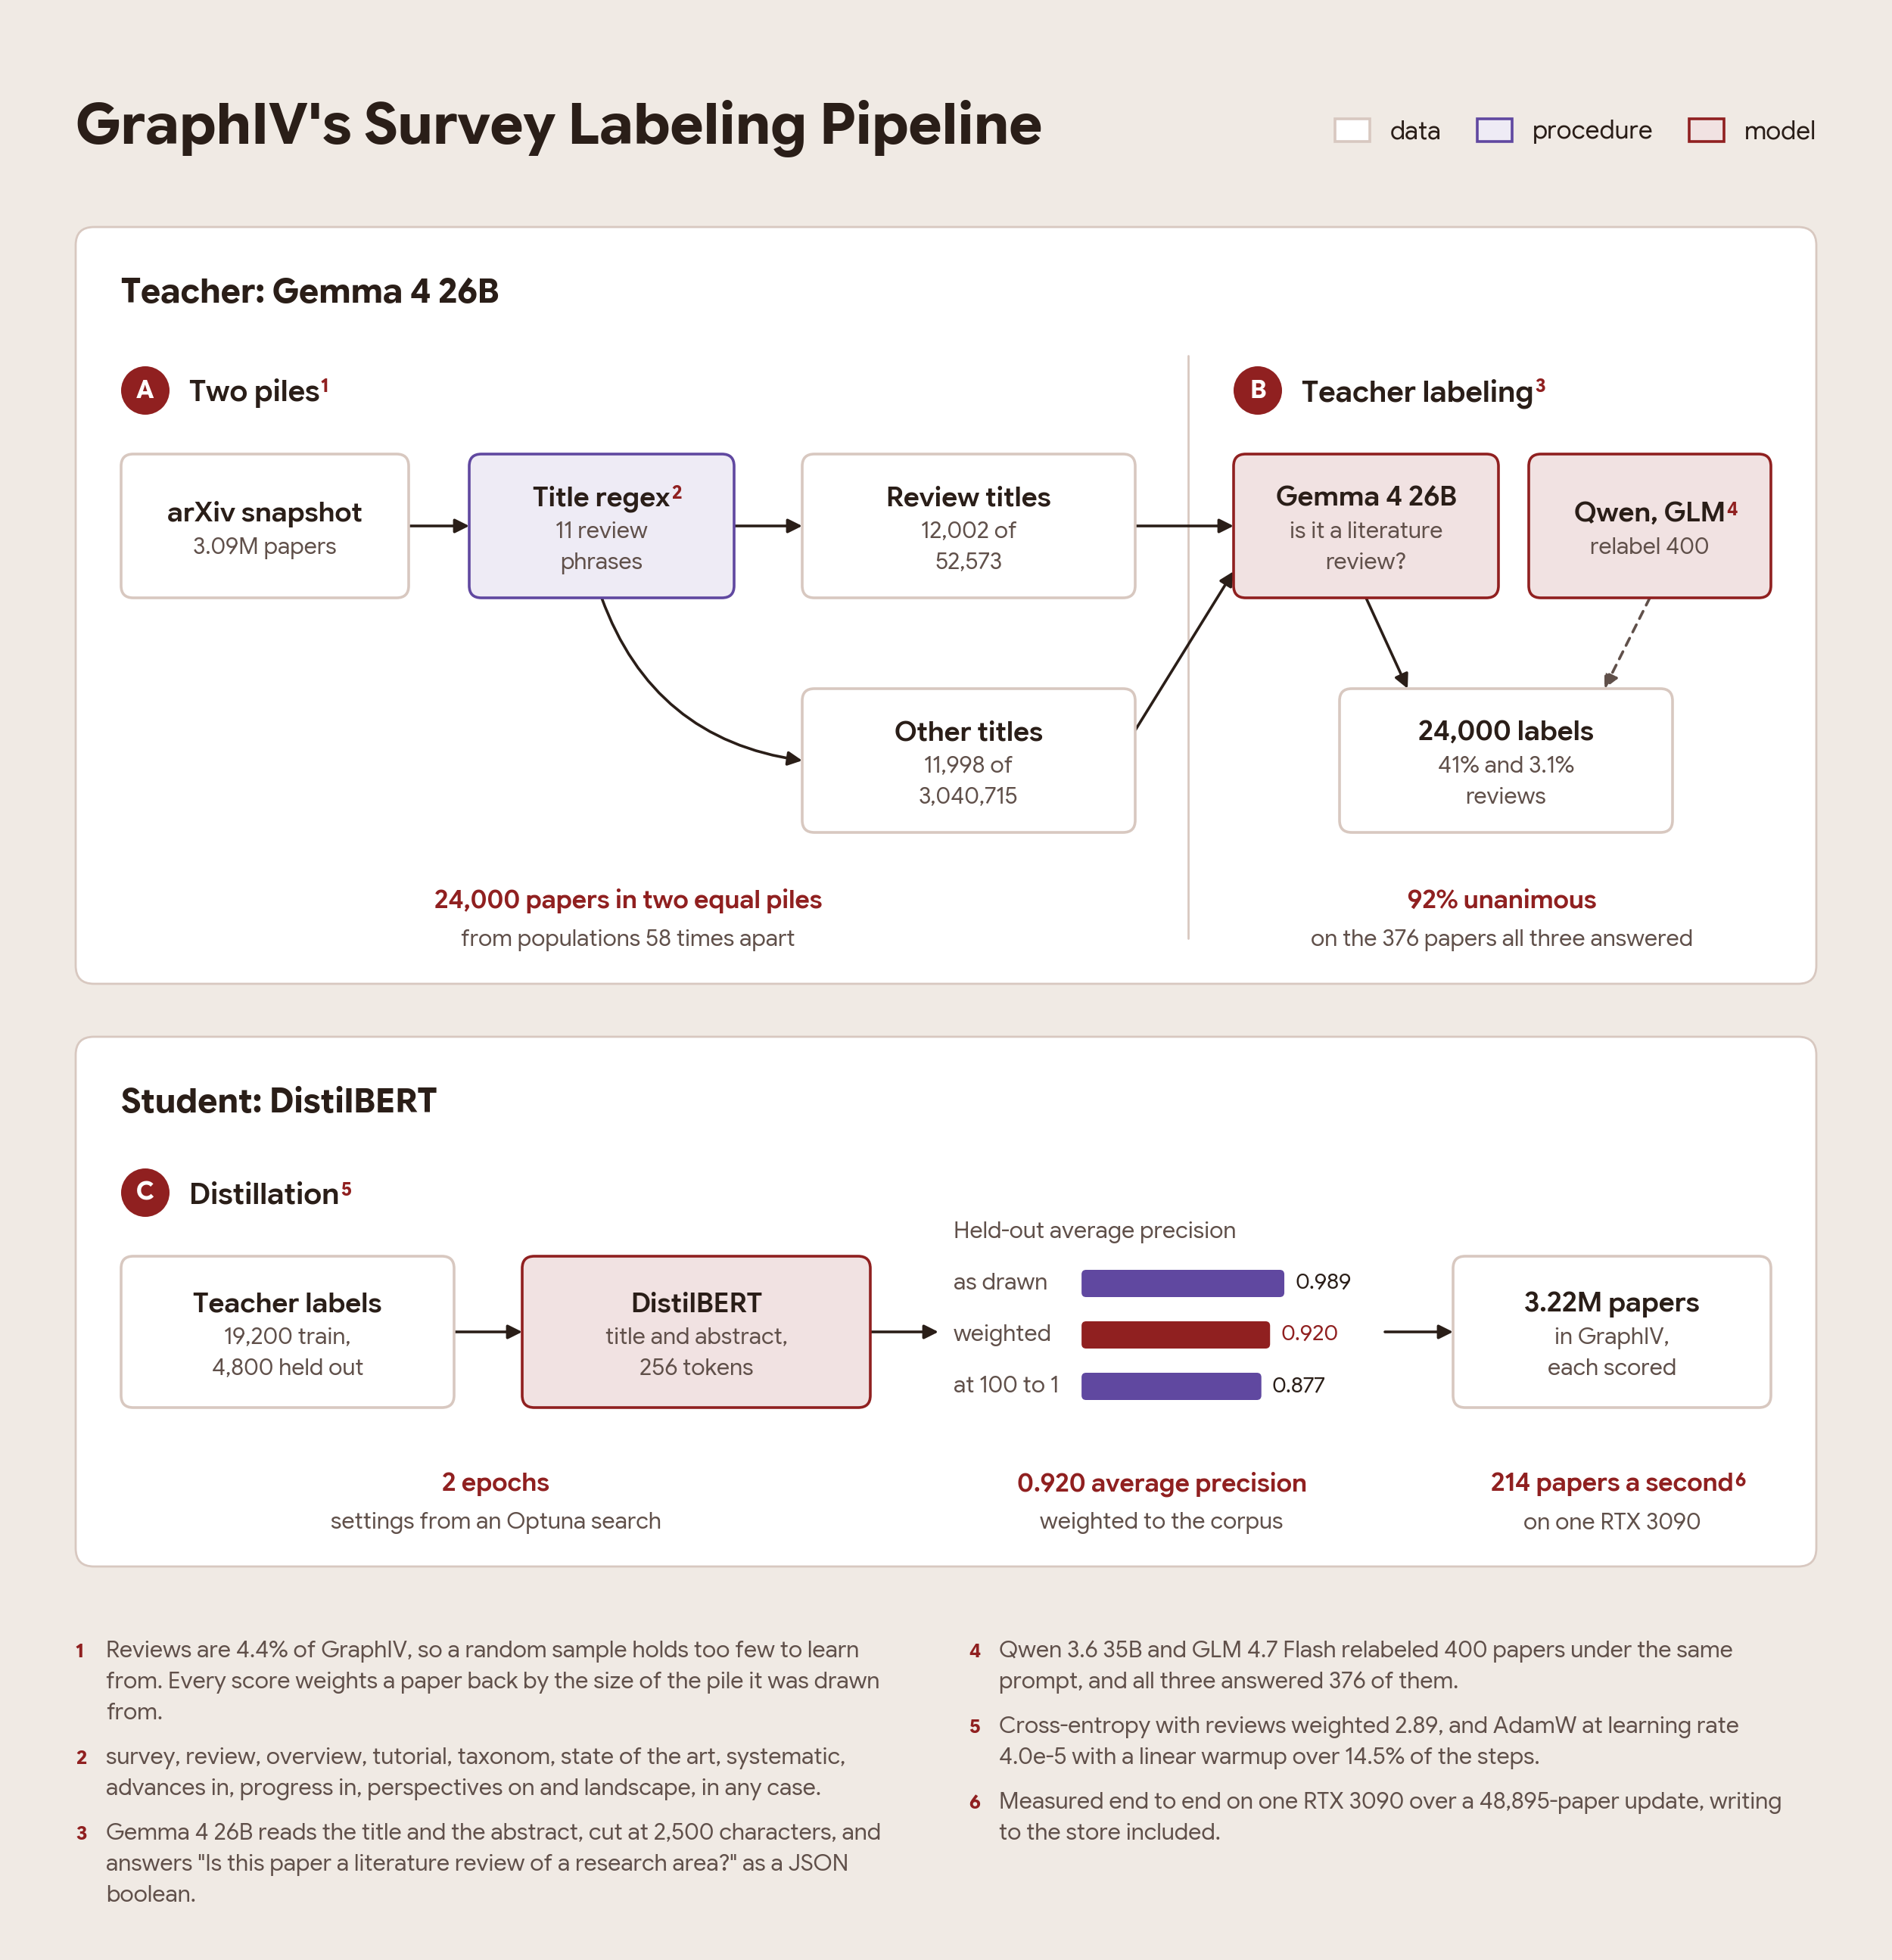 GraphIV's Survey Labeling Pipeline
data
procedure
model
Teacher: Gemma 4 26B
A
Two piles¹
arXiv snapshot
3.09M papers
Title regex²
11 review
phrases
Review titles
12,002 of
52,573
Other titles
11,998 of
3,040,715
24,000 papers in two equal piles
from populations 58 times apart
B
Teacher labeling³
Gemma 4 26B
is it a literature
review?
Qwen, GLM⁴
relabel 400
24,000 labels
41% and 3.1%
reviews
92% unanimous
on the 376 papers all three answered
Student: DistilBERT
C
Distillation⁵
Teacher labels
19,200 train,
4,800 held out
DistilBERT
title and abstract,
256 tokens
Held-out average precision
as drawn 0.989
weighted 0.920
at 100 to 1 0.877
3.22M papers
in GraphIV,
each scored
2 epochs
settings from an Optuna search
0.920 average precision
weighted to the corpus
214 papers a second⁶
on one RTX 3090
1 Reviews are 4.4% of GraphIV, so a random sample holds too few to learn
from. Every score weights a paper back by the size of the pile it was drawn
from.
2 survey, review, overview, tutorial, taxonom, state of the art, systematic,
advances in, progress in, perspectives on and landscape, in any case.
3 Gemma 4 26B reads the title and the abstract, cut at 2,500 characters, and
answers "Is this paper a literature review of a research area?" as a JSON
boolean.
4 Qwen 3.6 35B and GLM 4.7 Flash relabeled 400 papers under the same
prompt, and all three answered 376 of them.
5 Cross-entropy with reviews weighted 2.89, and AdamW at learning rate
4.0e-5 with a linear warmup over 14.5% of the steps.
6 Measured end to end on one RTX 3090 over a 48,895-paper update, writing
to the store included.